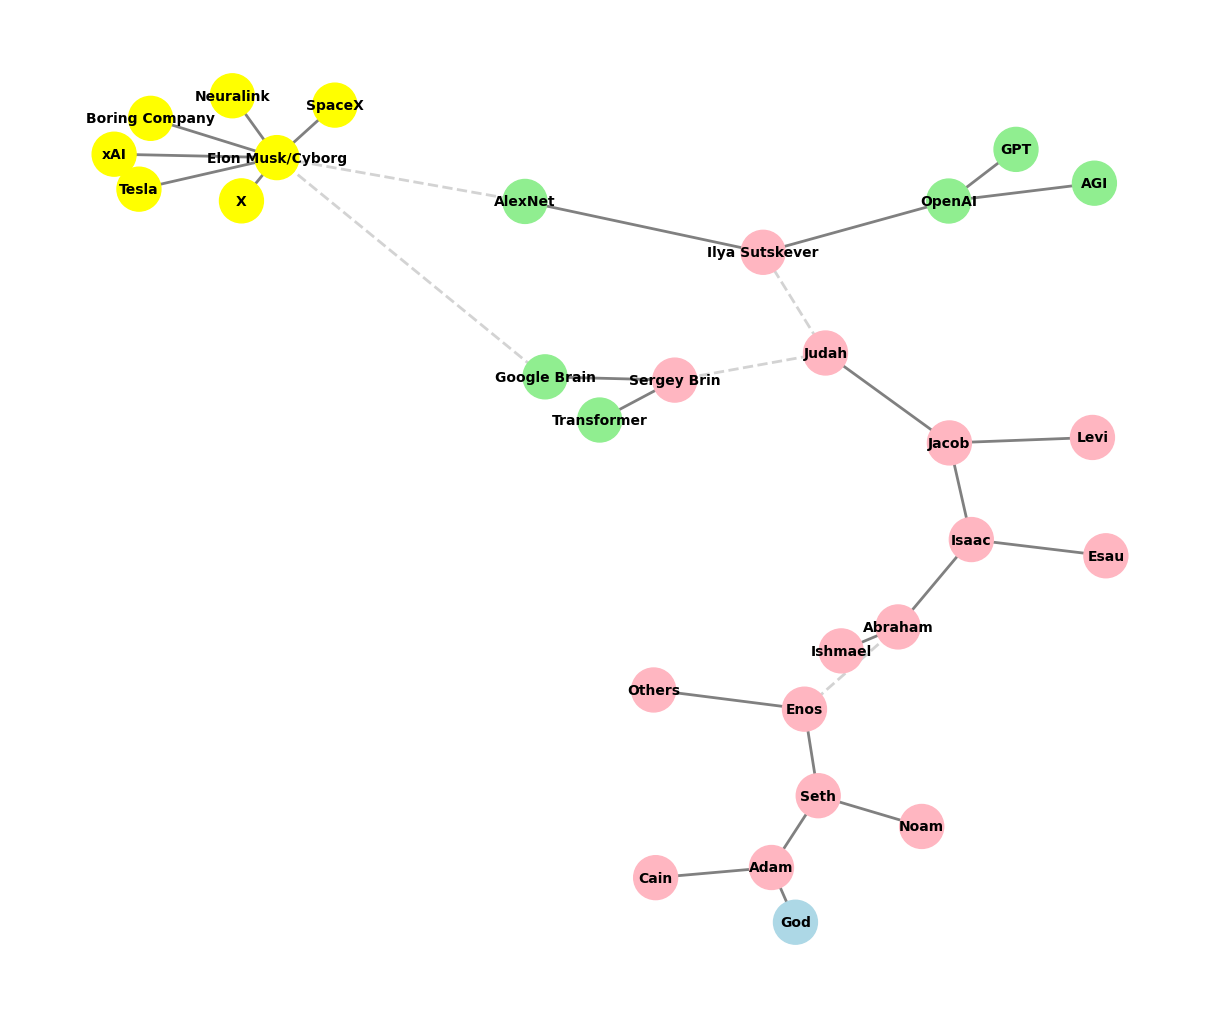 Neuralink
SpaceX
Boring Company
xAI
Elon Musk/Cyborg
Tesla
X
AlexNet
GPT
AGI
OpenAI
Ilya Sutskever
Judah
Google Brain
Sergey Brin
Transformer
Jacob
Levi
Isaac
Esau
Abraham
Ishmael
Others
Enos
Seth
Noam
Adam
Cain
God